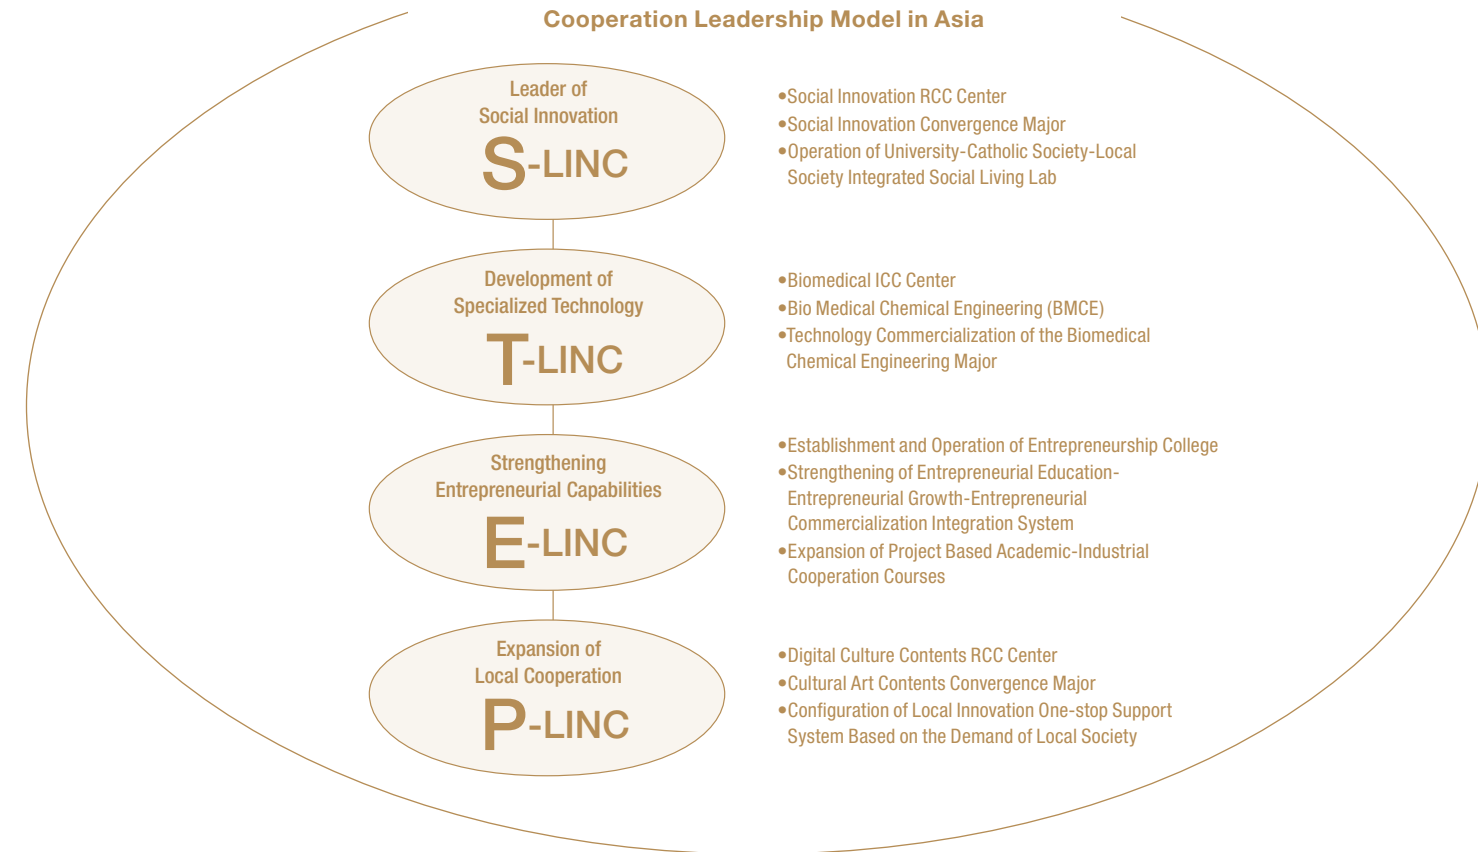 Cooperation Leadership Model in Asia
Leader of
Social Innovation
S-LINC
•Social Innovation RCC Center
•Social Innovation Convergence Major
•Operation of University-Catholic Society-Local
Society Integrated Social Living Lab
Development of
Specialized Technology
T-LINC
•Biomedical ICC Center
•Bio Medical Chemical Engineering (BMCE)
•Technology Commercialization of the Biomedical
Chemical Engineering Major
Strengthening
Entrepreneurial Capabilities
E-LINC
•Establishment and Operation of Entrepreneurship College
•Strengthening of Entrepreneurial Education-
Entrepreneurial Growth-Entrepreneurial
Commercialization Integration System
•Expansion of Project Based Academic-Industrial
Cooperation Courses
Expansion of
Local Cooperation
P-LINC
•Digital Culture Contents RCC Center
•Cultural Art Contents Convergence Major
•Configuration of Local Innovation One-stop Support
System Based on the Demand of Local Society